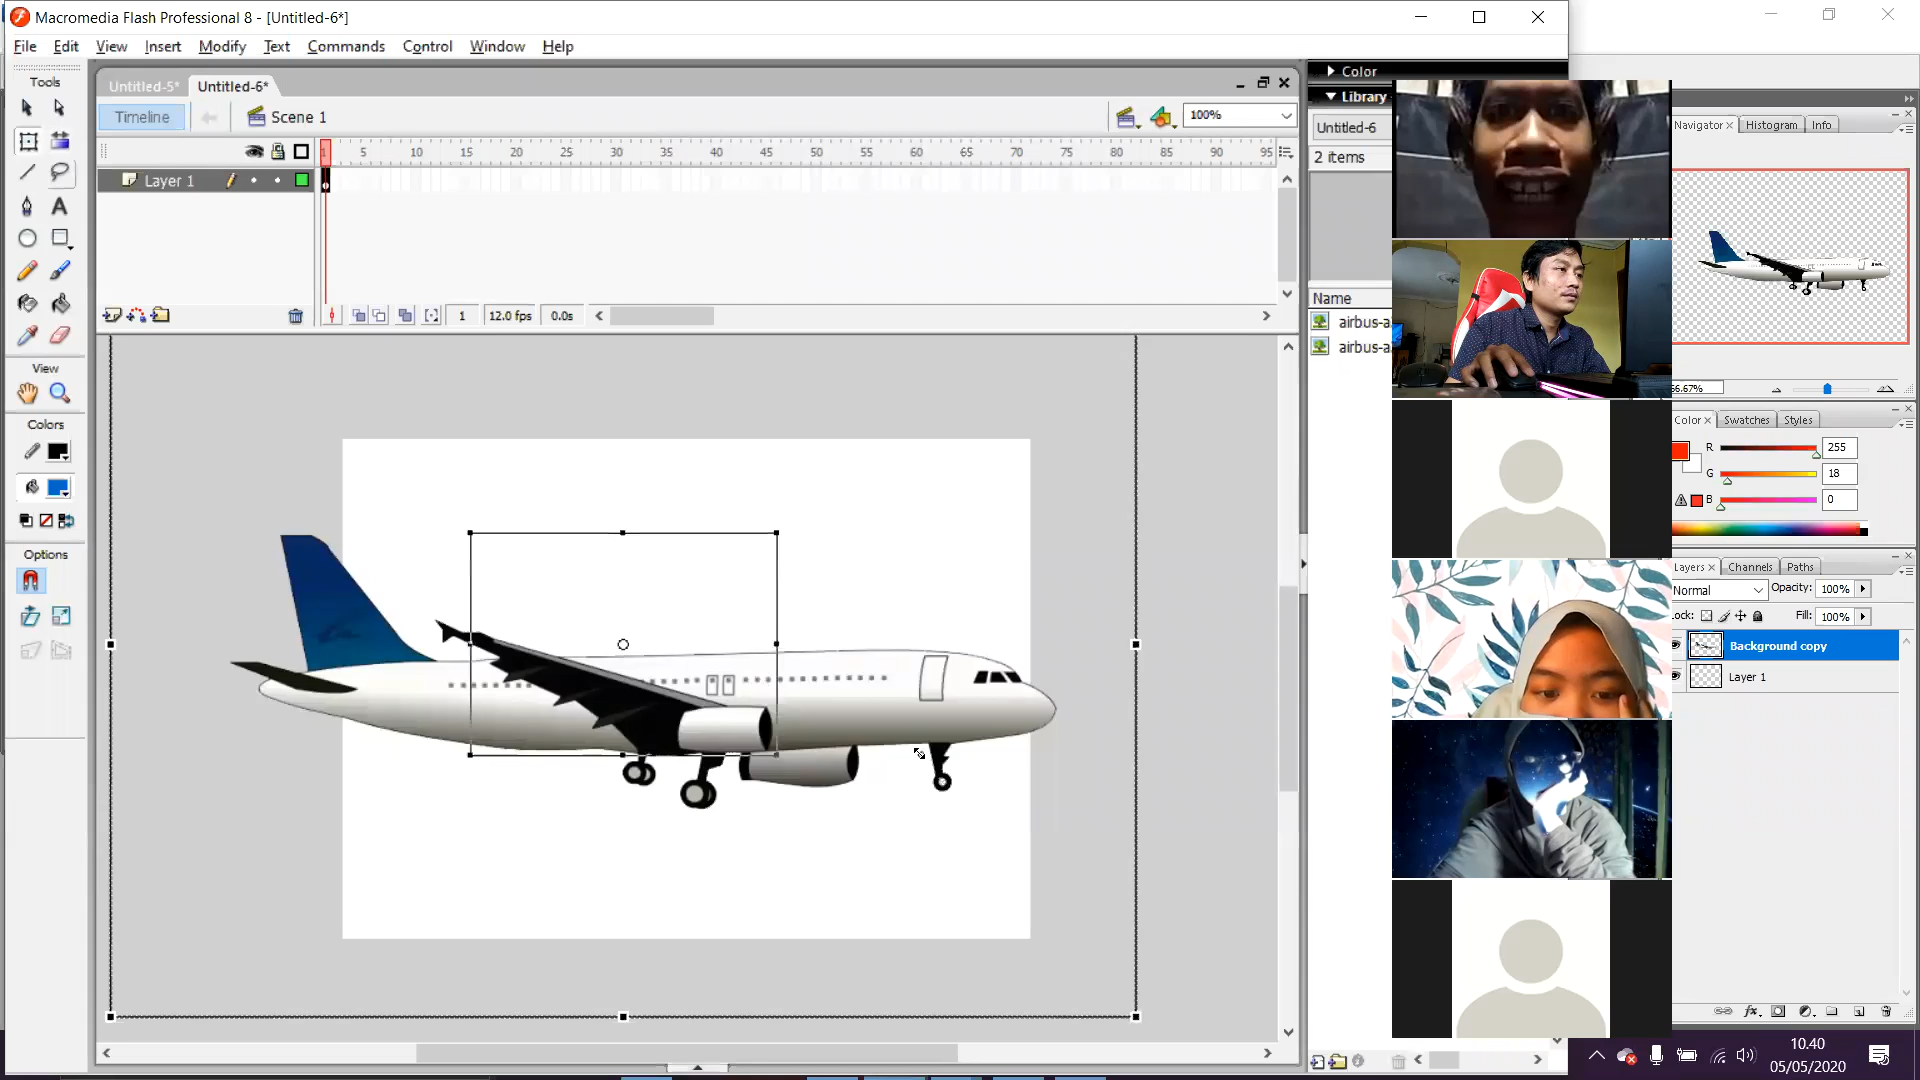 Macromedia Flash Professional 8 - [Untitled-6*]
File Edit View Insert Modify Text Commands Control Window Help
Tools
Untitled-5* Untitled-6*
Timeline
Scene 1
100%
1 5 10 15 20 25 30 35 40 45 50 55 60 65 70 75 80 85 90 95
Layer 1
1 12.0 fps 0.0s
View
Colors
Options
Color
Library
Untitled-6
2 items
Name
airbus-a
airbus-a
Navigator Histogram Info
66.67%
Color Swatches Styles
R 255
G 18
B 0
Layers Channels Paths
Normal Opacity: 100%
Lock: Fill: 100%
Background copy
Layer 1
10.40
05/05/2020